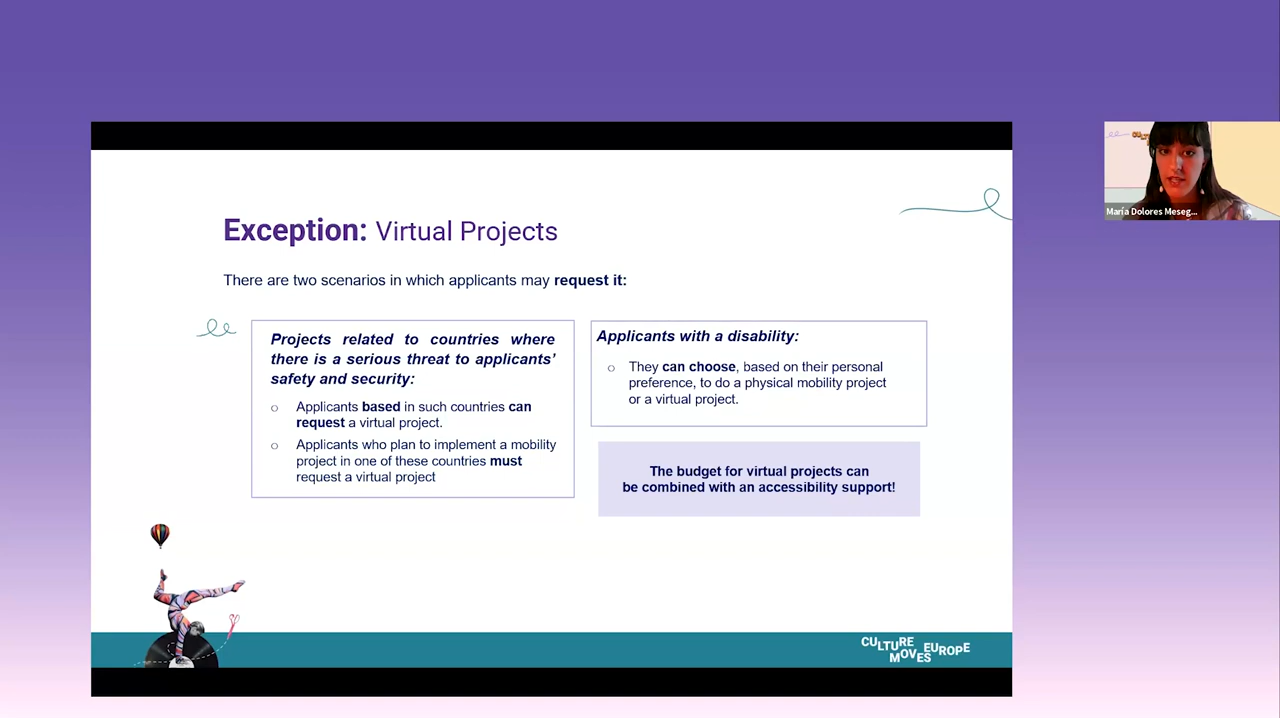 Exception: Virtual Projects
There are two scenarios in which applicants may request it:
Projects related to countries where
there is a serious threat to applicants'
safety and security:
o Applicants based in such countries can
request a virtual project.
o Applicants who plan to implement a mobility
project in one of these countries must
request a virtual project
Applicants with a disability:
o They can choose, based on their personal
preference, to do a physical mobility project
or a virtual project.
The budget for virtual projects can
be combined with an accessibility support!
CULTURE
MOVES EUROPE
María Dolores Meseg...